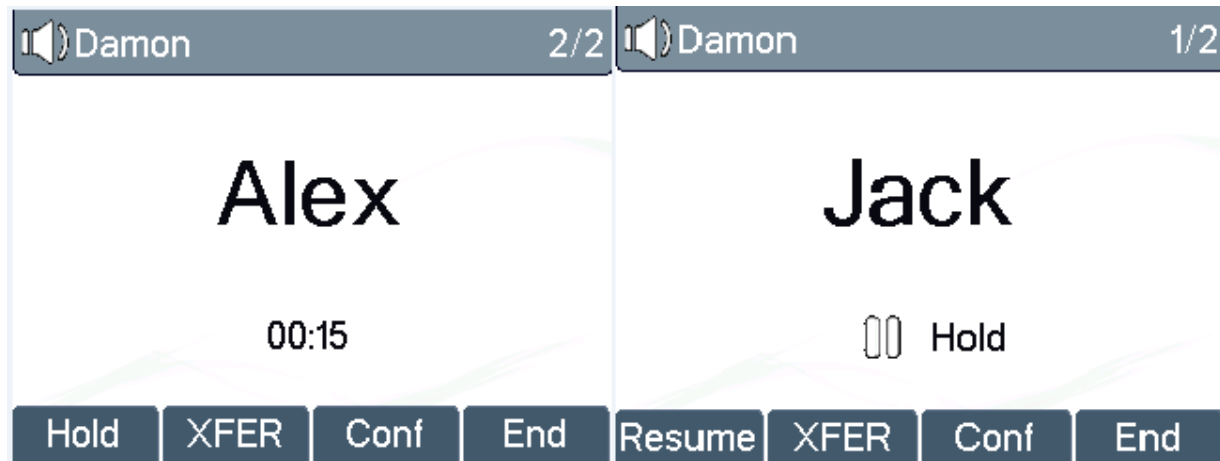 Damon 2/2
Alex
00:15
Hold XFER Conf End
Damon 1/2
Jack
Hold
Resume XFER Conf End